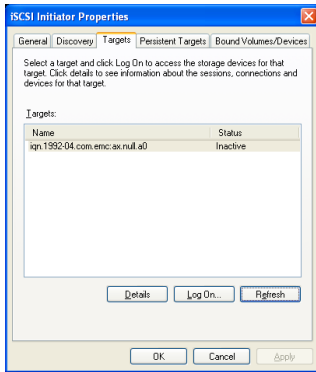 iSCSI Initiator Properties
General Discovery Targets Persistent Targets Bound Volumes/Devices
Select a target and click Log On to access the storage devices for that
target. Click details to see information about the sessions, connections and
devices for that target.
Targets:
Name Status
iqn.1992-04.com.emc:ax.null.a0 Inactive
Details Log On... Refresh
OK Cancel Apply